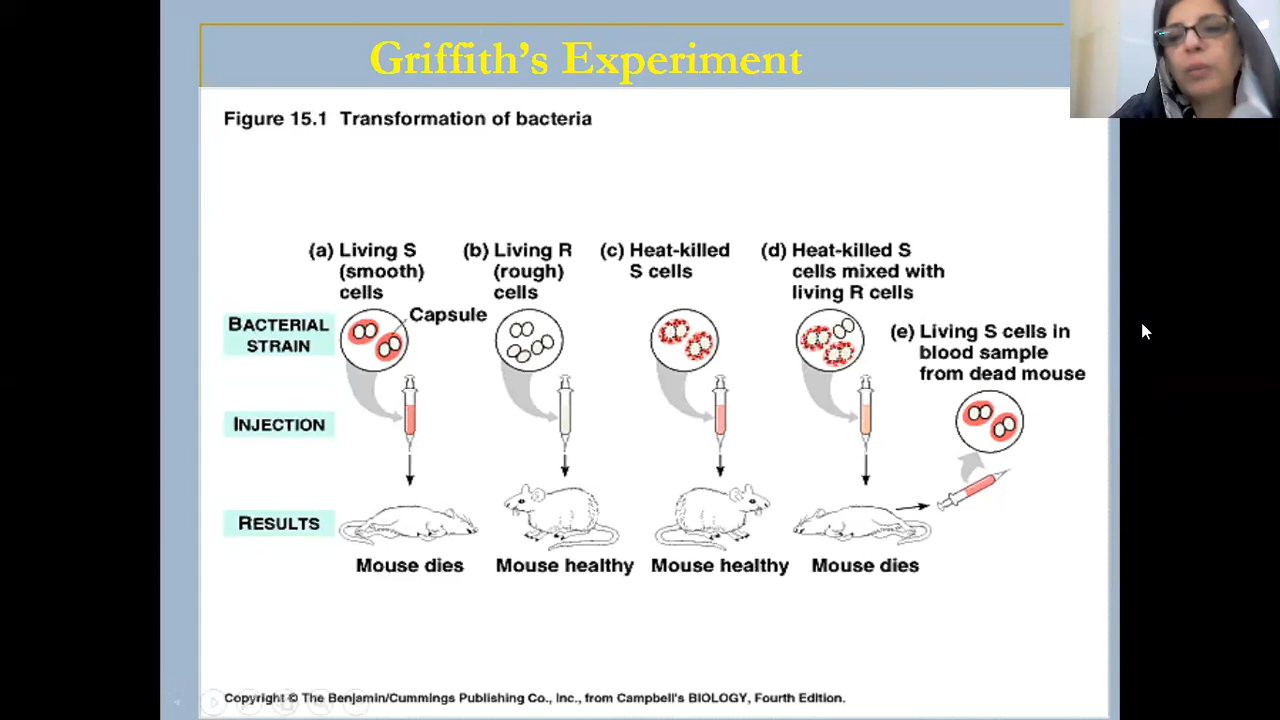 Griffith's Experiment
Figure 15.1 Transformation of bacteria
(a) Living S
(smooth)
cells
(b) Living R
(rough)
cells
(c) Heat-killed
S cells
(d) Heat-killed S
cells mixed with
living R cells
BACTERIAL
STRAIN
Capsule
(e) Living S cells in
blood sample
from dead mouse
INJECTION
RESULTS
Mouse dies
Mouse healthy
Mouse healthy
Mouse dies
Copyright © The Benjamin/Cummings Publishing Co., Inc., from Campbell's BIOLOGY, Fourth Edition.